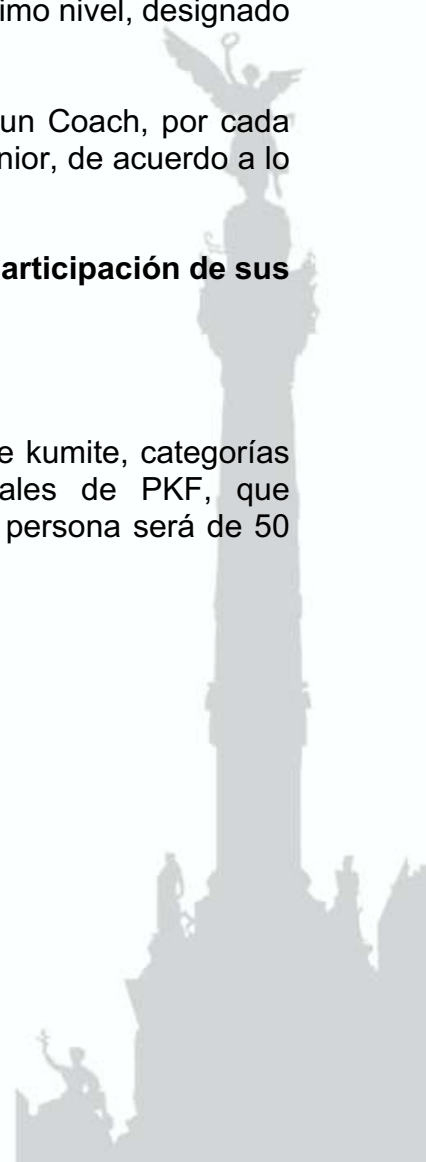 imo nivel, designado
un Coach, por cada
nior, de acuerdo a lo
articipación de sus
e kumite, categorías
ales de PKF, que
persona será de 50